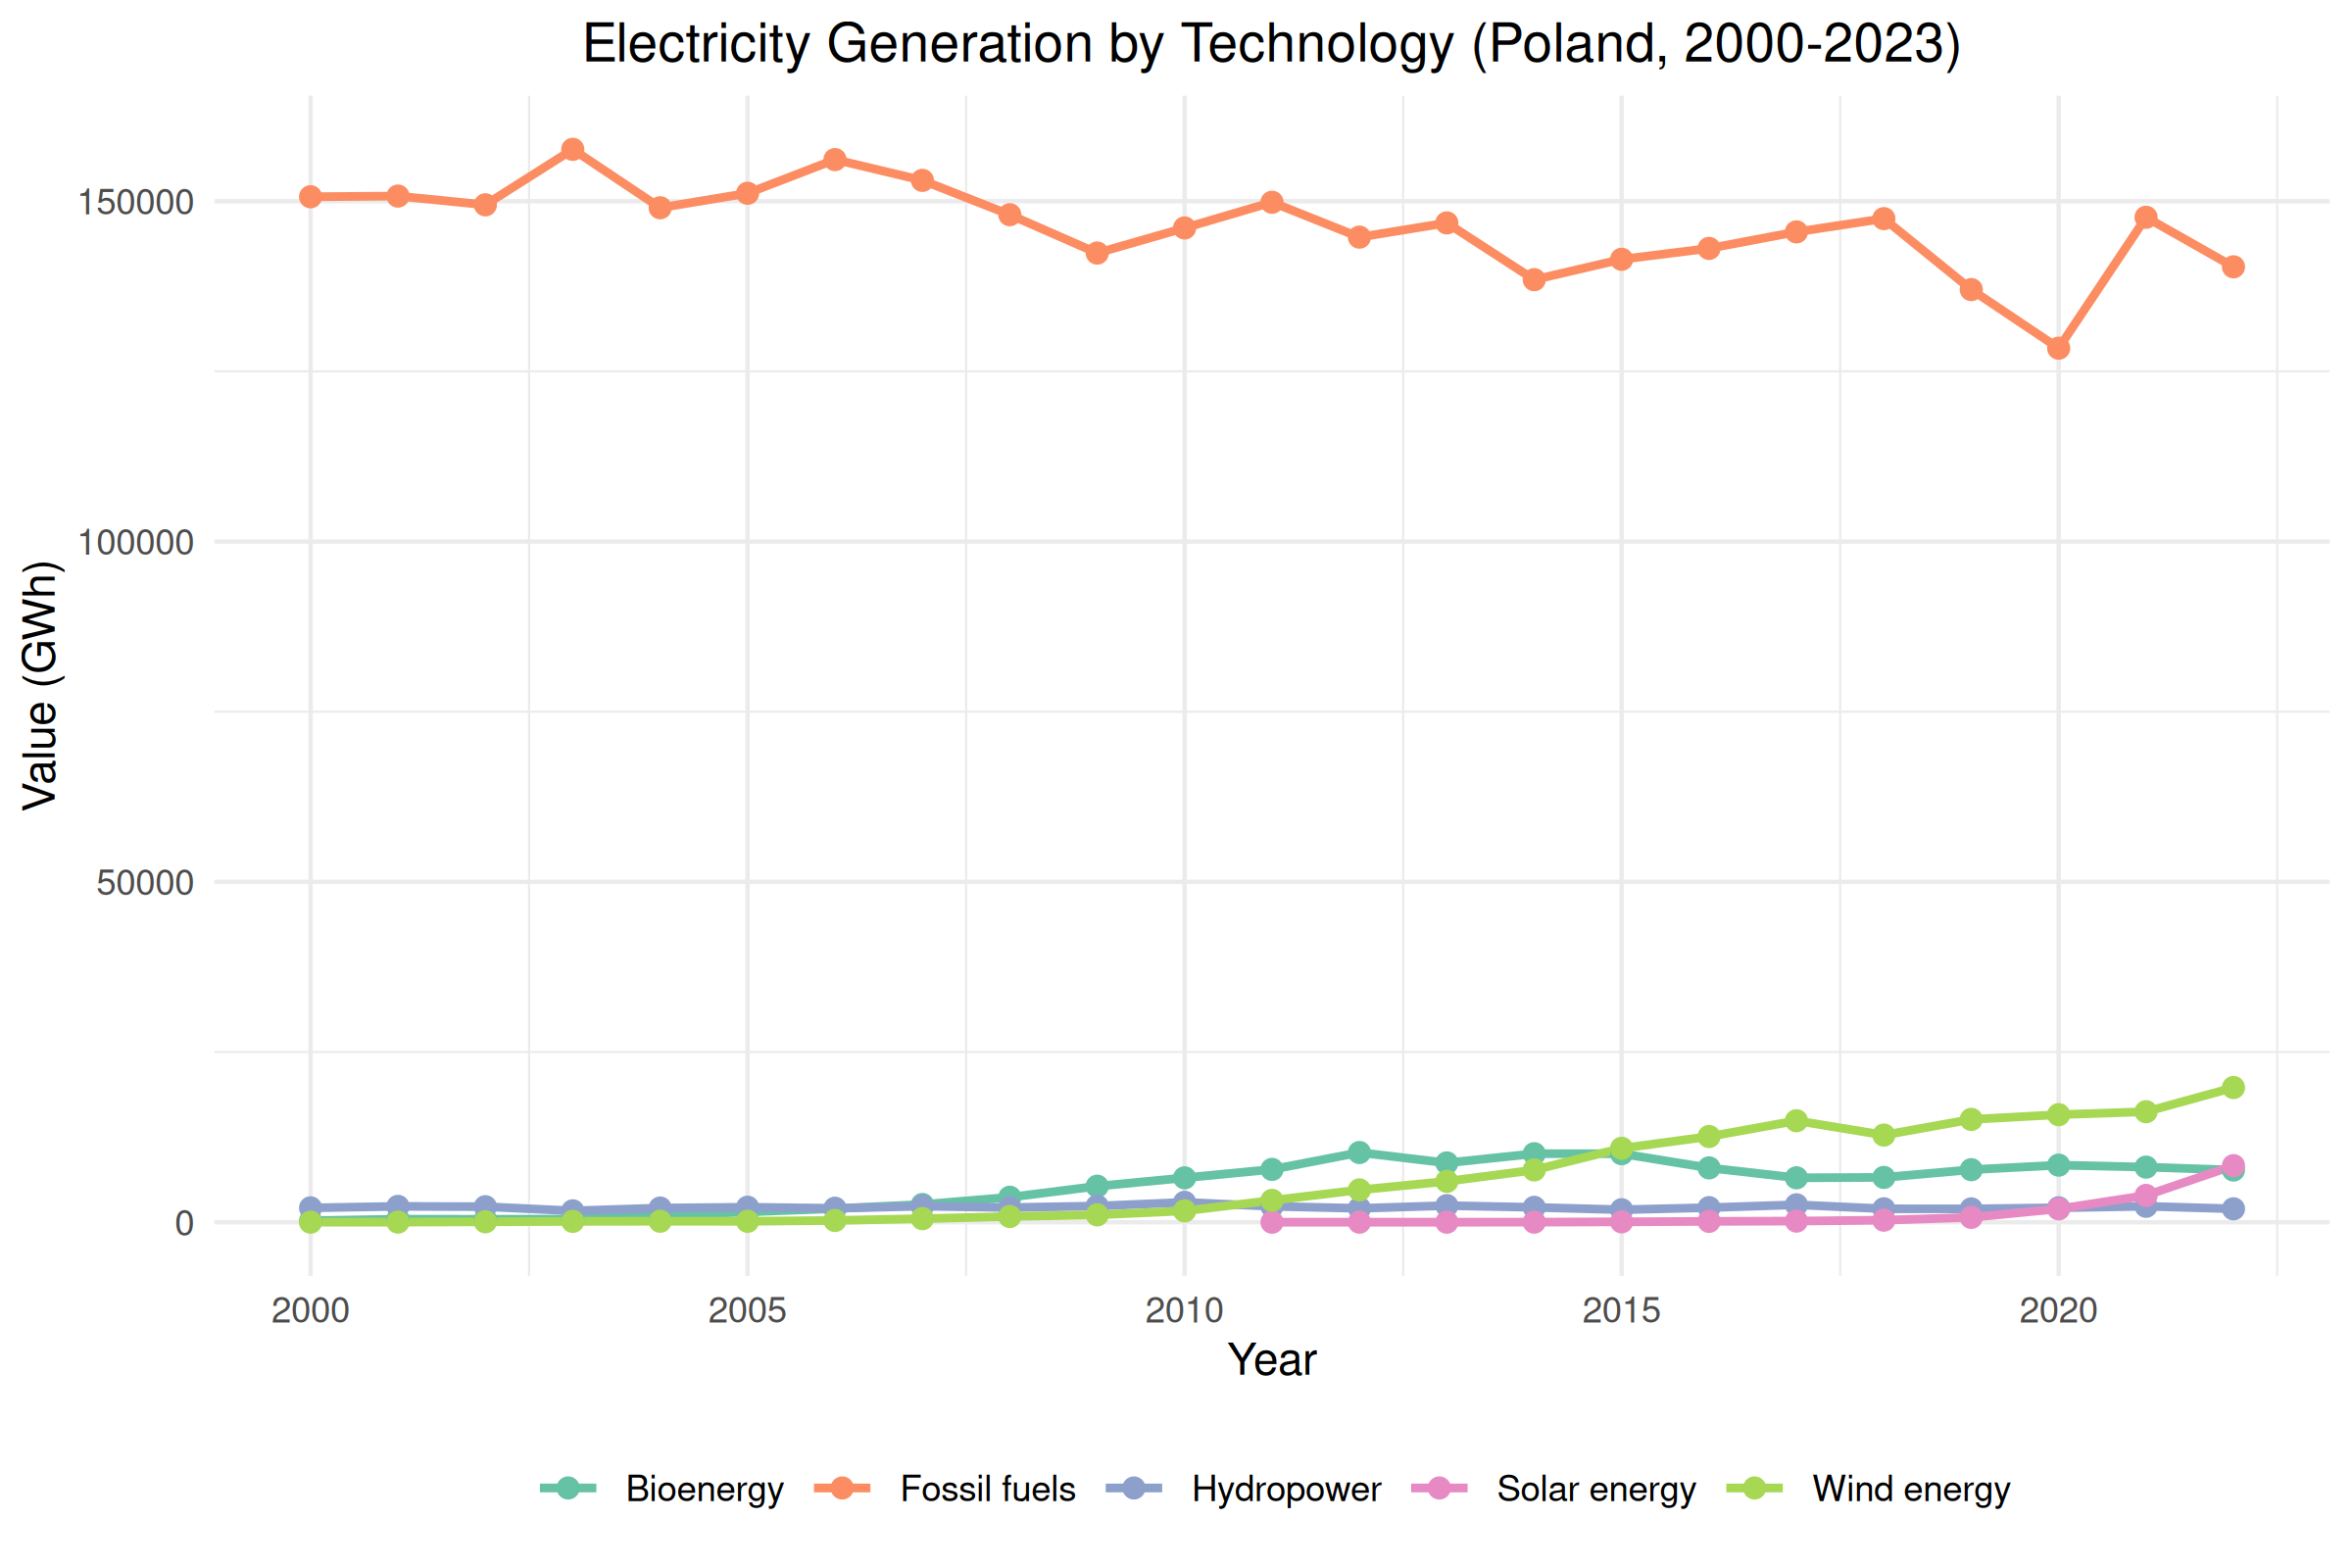 Electricity Generation by Technology (Poland, 2000-2023)
Value (GWh)
150000
100000
50000
0
2000 2005 2010 2015 2020
Year
Bioenergy Fossil fuels Hydropower Solar energy Wind energy